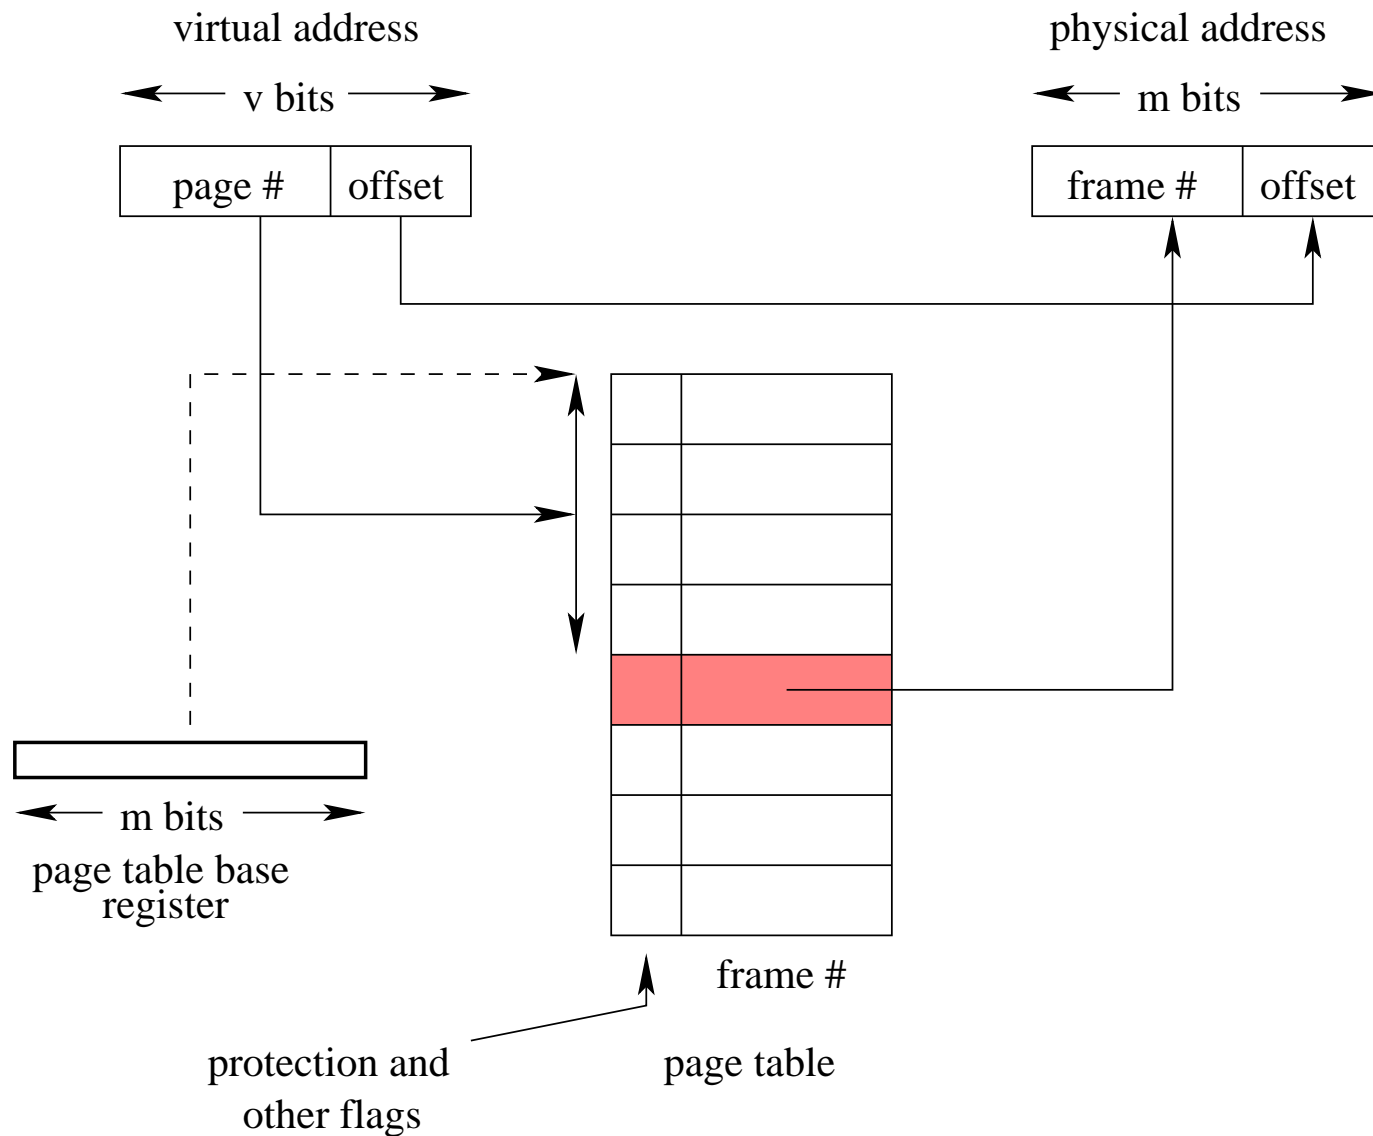 virtual address
physical address
v bits
m bits
page #
offset
frame #
offset
m bits
page table base
register
frame #
protection and
other flags
page table